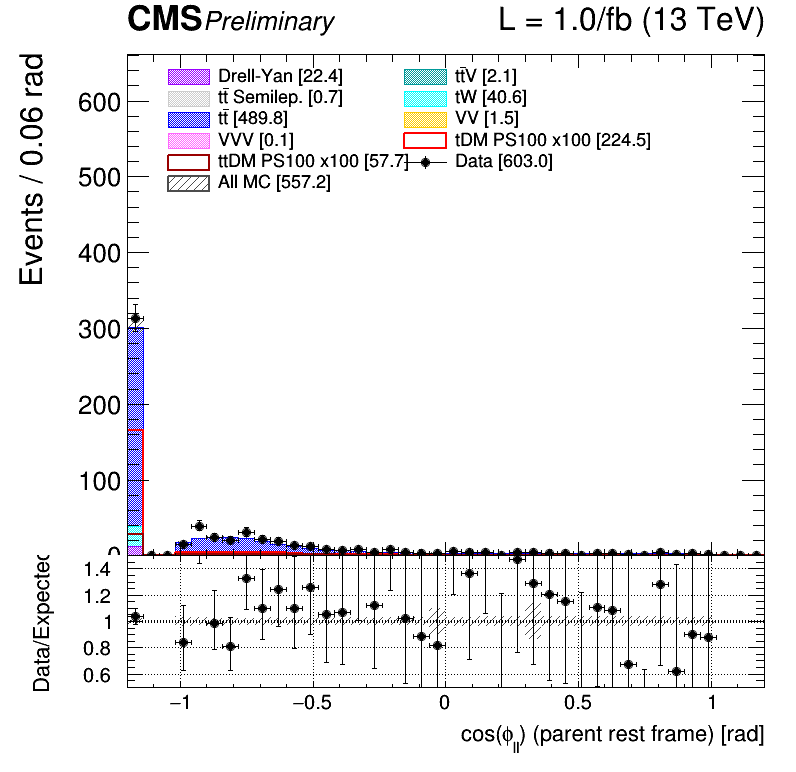 CMS Preliminary L = 1.0/fb (13 TeV)
Events / 0.06 rad
Drell-Yan [22.4]
tt̄V [2.1]
tt̄ Semilep. [0.7]
tW [40.6]
tt̄ [489.8]
VV [1.5]
VVV [0.1]
tDM PS100 x100 [224.5]
ttDM PS100 x100 [57.7]
Data [603.0]
All MC [557.2]
600
500
400
300
200
100
0
Data/Expected
1.4
1.2
1
0.8
0.6
−1 −0.5 0 0.5 1
cos(ϕ_ll) (parent rest frame) [rad]